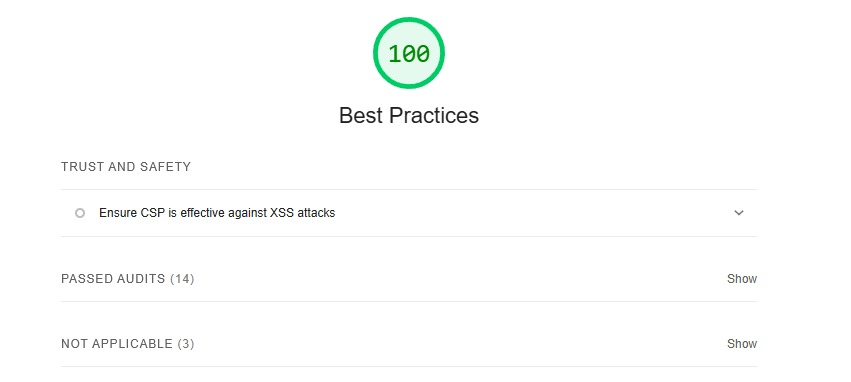 100
Best Practices
TRUST AND SAFETY
Ensure CSP is effective against XSS attacks
PASSED AUDITS (14) Show
NOT APPLICABLE (3) Show